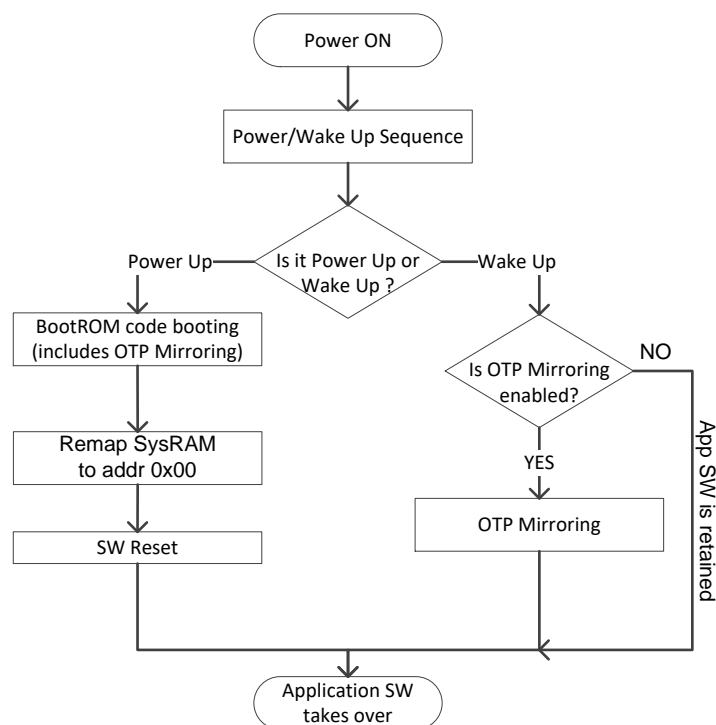 Power ON
Power/Wake Up Sequence
Is it Power Up or
Wake Up ?
Power Up
Wake Up
BootROM code booting
(includes OTP Mirroring)
Is OTP Mirroring
enabled?
NO
YES
Remap SysRAM
to addr 0x00
OTP Mirroring
SW Reset
App SW is retained
Application SW
takes over